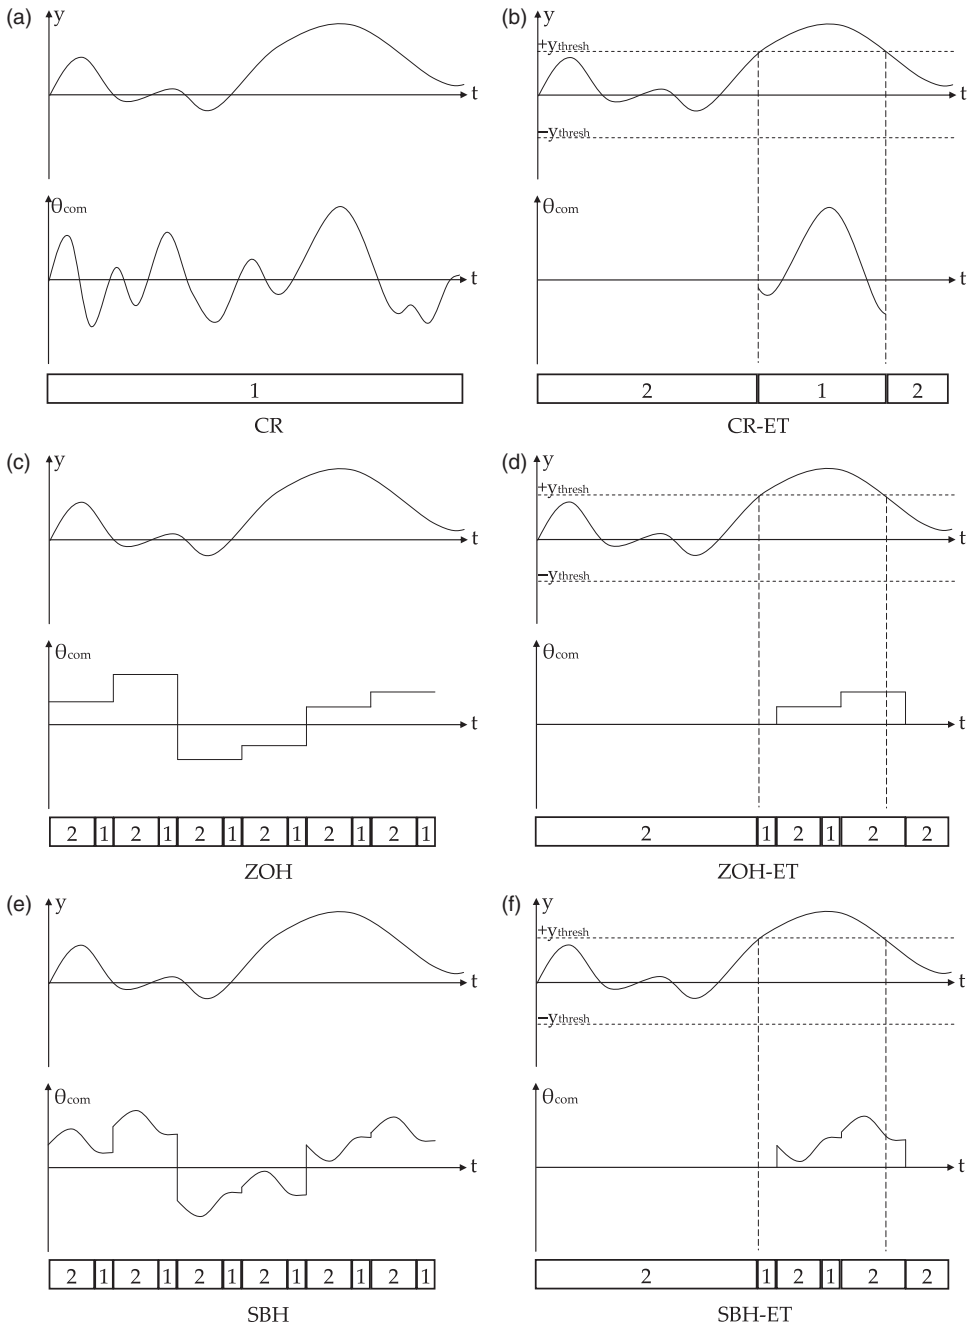 (a)
y
t
θcom
t
1
CR
(b)
y
+ythresh
t
−ythresh
θcom
t
2 1 2
CR-ET
(c)
y
t
θcom
t
2 1 2 1 2 1 2 1 2 1 2 1
ZOH
(d)
y
+ythresh
t
−ythresh
θcom
t
2 1 2 1 2 2
ZOH-ET
(e)
y
t
θcom
t
2 1 2 1 2 1 2 1 2 1 2 1
SBH
(f)
y
+ythresh
t
−ythresh
θcom
t
2 1 2 1 2 2
SBH-ET